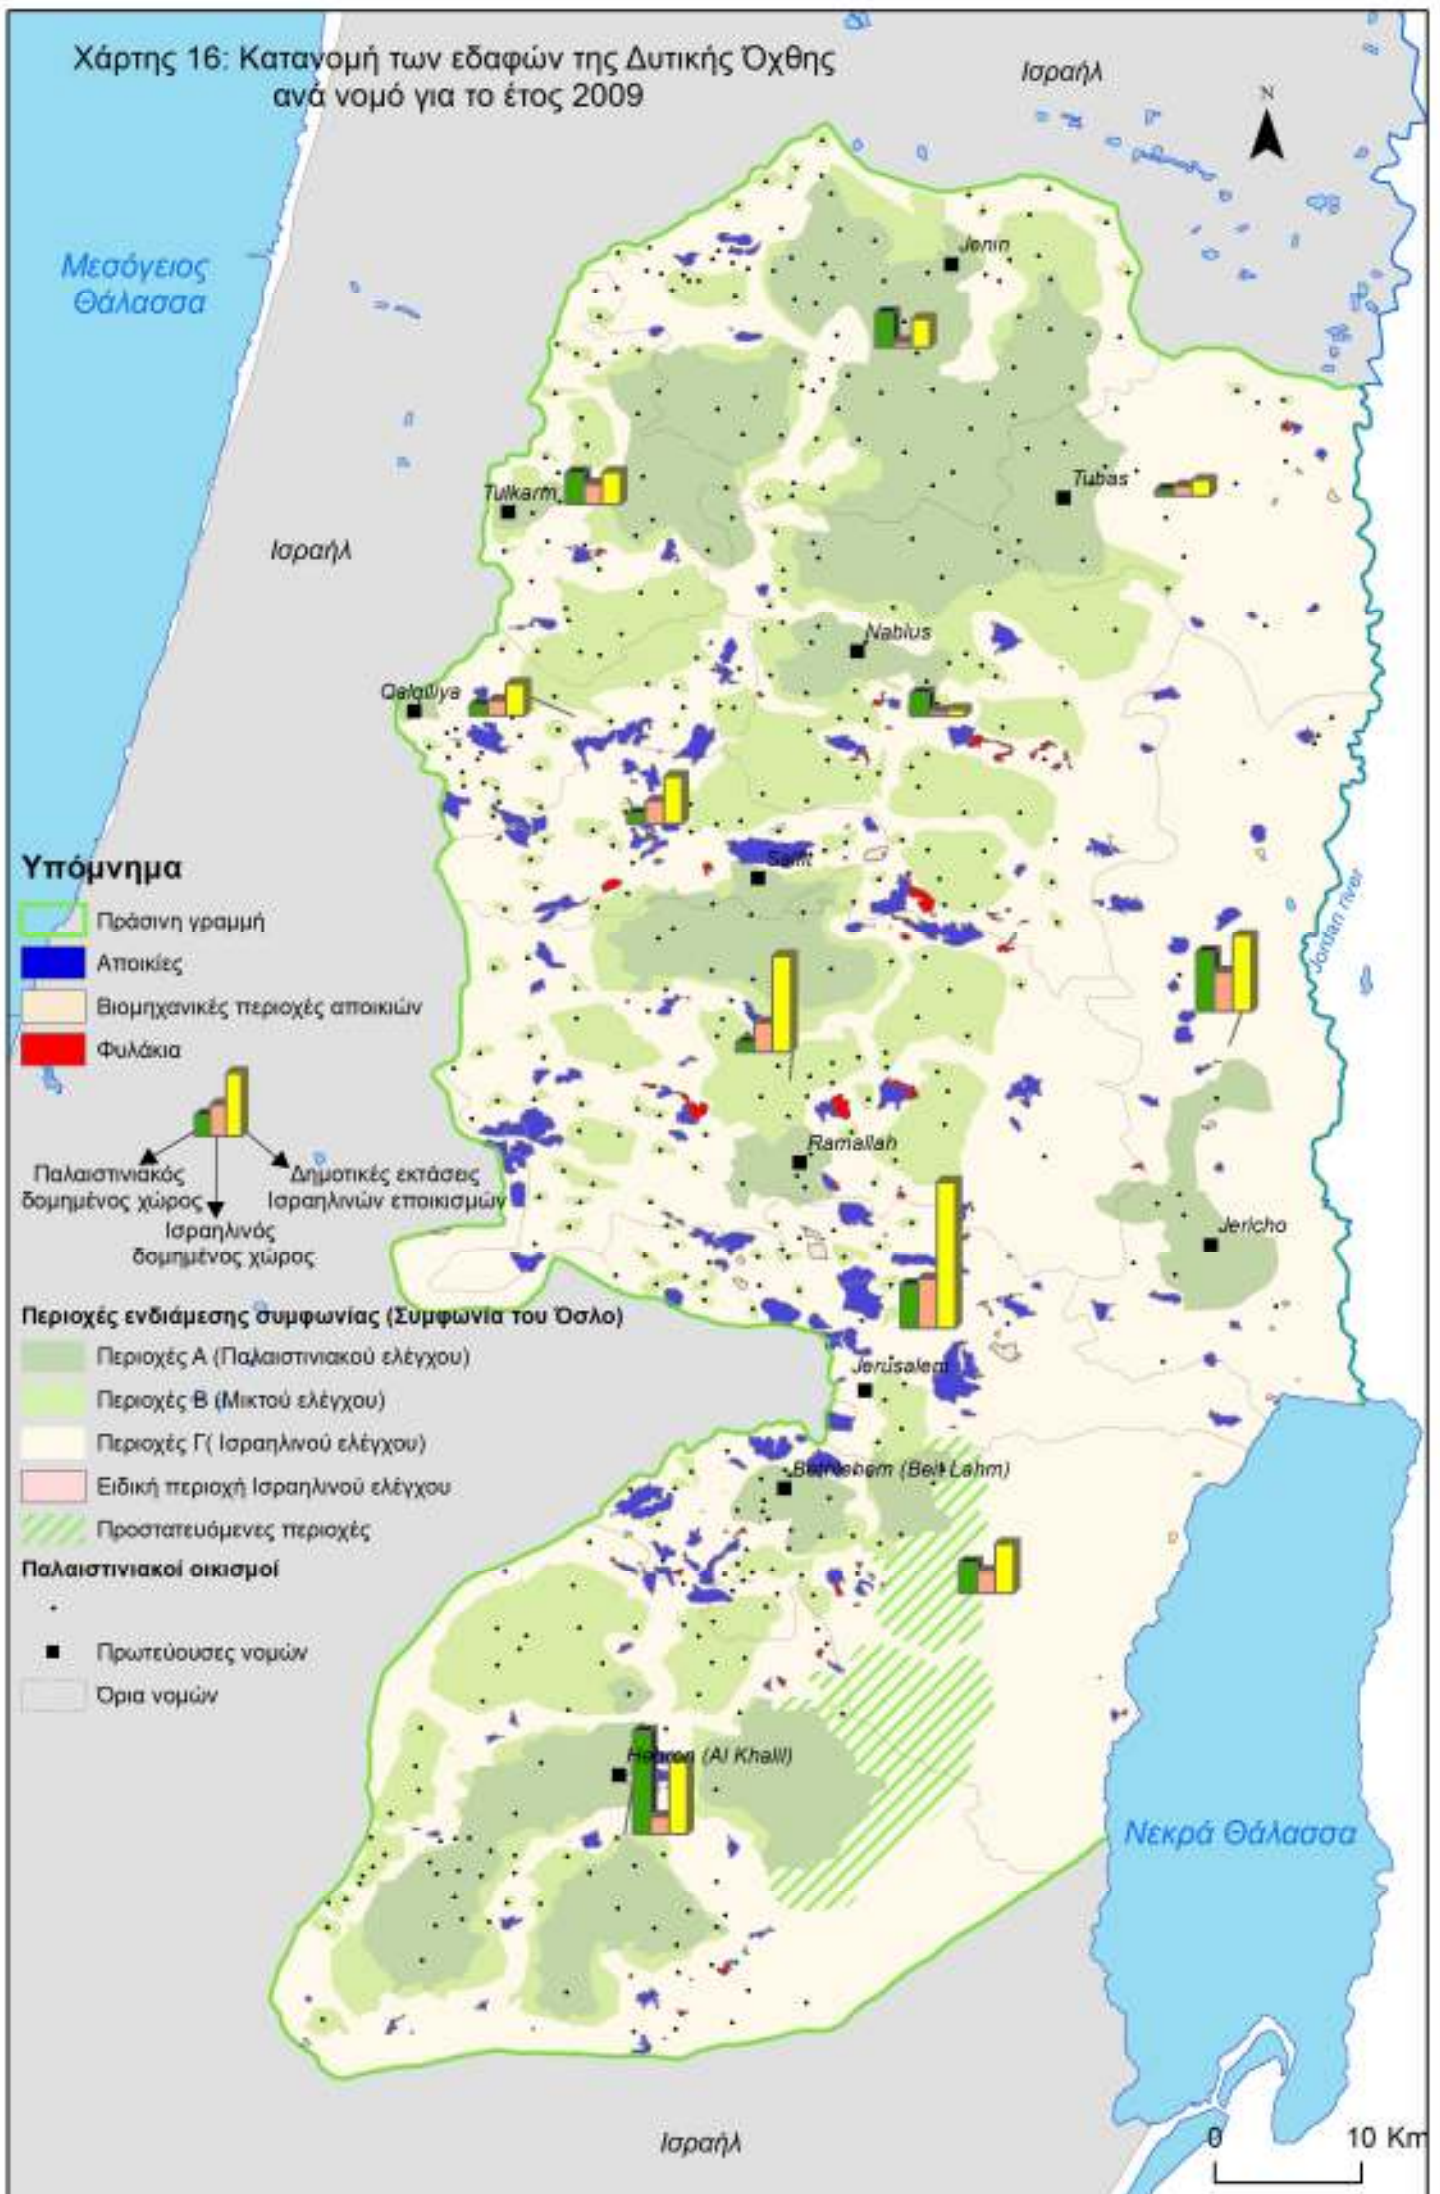 Χάρτης 16: Κατανομή των εδαφών της Δυτικής Όχθης
ανά νομό για το έτος 2009
Ισραήλ
N
Μεσόγειος
Θάλασσα
Jenin
Tulkarm
Tubas
Ισραήλ
Nablus
Qalqiliya
Salfit
Jordan river
Ramallah
Jericho
Jerusalem
Bethlehem (Beit Lahm)
Hebron (Al Khalil)
Νεκρά Θάλασσα
Ισραήλ
0 10 Km
Υπόμνημα
Πράσινη γραμμή
Αποικίες
Βιομηχανικές περιοχές αποικιών
Φυλάκια
Παλαιστινιακός
δομημένος χώρος
Ισραηλινός
δομημένος χώρος
Δημοτικές εκτάσεις
Ισραηλινών εποικισμών
Περιοχές ενδιάμεσης συμφωνίας (Συμφωνία του Όσλο)
Περιοχές Α (Παλαιστινιακού ελέγχου)
Περιοχές Β (Μικτού ελέγχου)
Περιοχές Γ( Ισραηλινού ελέγχου)
Ειδική περιοχή Ισραηλινού ελέγχου
Προστατευόμενες περιοχές
Παλαιστινιακοί οικισμοί
Πρωτεύουσες νομών
Όρια νομών